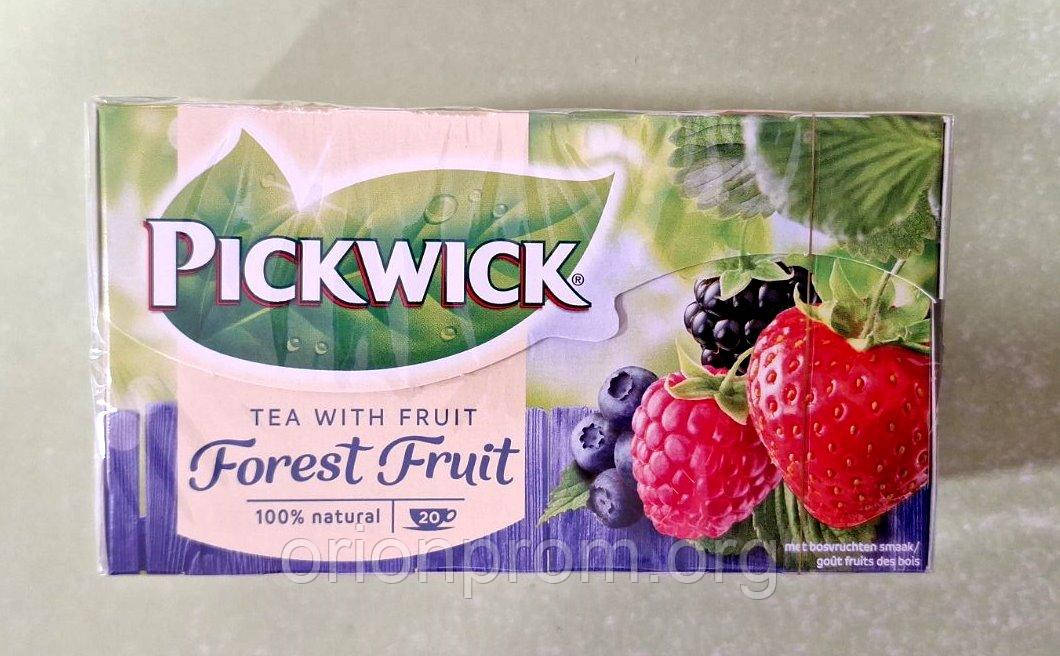 PICKWICK®
TEA WITH FRUIT
Forest Fruit
100% natural
20
met bosvruchten smaak/
goût fruits des bois
orionprom.org